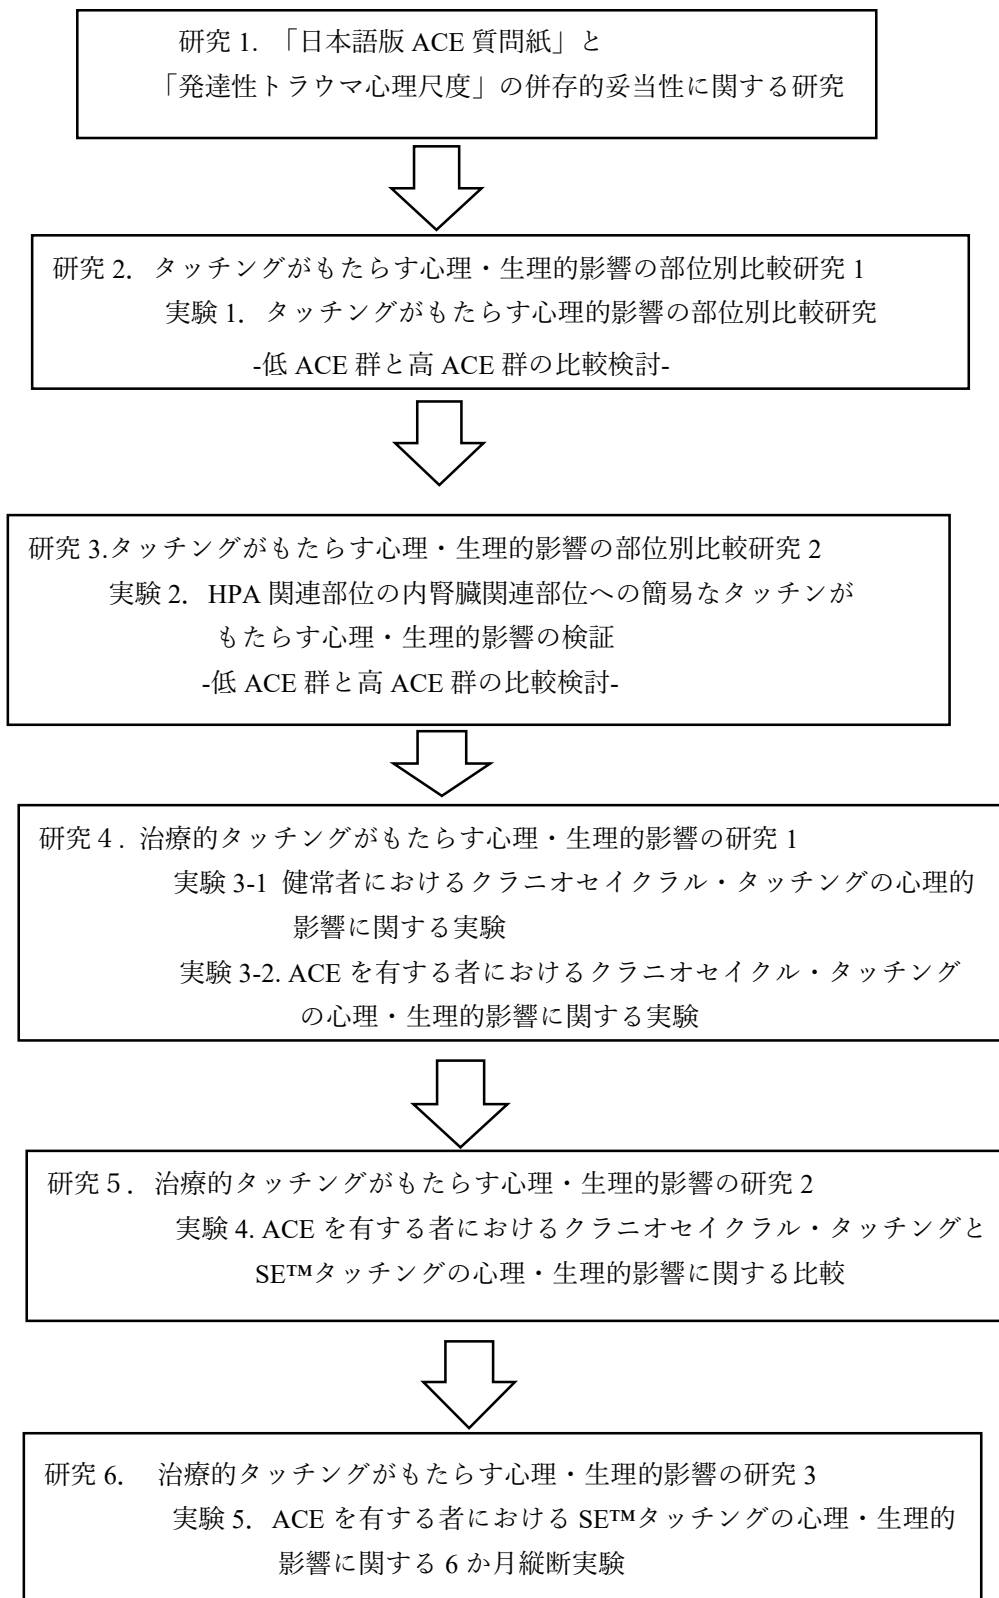 研究 1. 「日本語版 ACE 質問紙」と
「発達性トラウマ心理尺度」の併存的妥当性に関する研究
研究 2. タッチングがもたらす心理・生理的影響の部位別比較研究 1
実験 1. タッチングがもたらす心理的影響の部位別比較研究
-低 ACE 群と高 ACE 群の比較検討-
研究 3.タッチングがもたらす心理・生理的影響の部位別比較研究 2
実験 2. HPA 関連部位の内腎臓関連部位への簡易なタッチンが
もたらす心理・生理的影響の検証
-低 ACE 群と高 ACE 群の比較検討-
研究４. 治療的タッチングがもたらす心理・生理的影響の研究 1
実験 3-1 健常者におけるクラニオセイクラル・タッチングの心理的
影響に関する実験
実験 3-2. ACE を有する者におけるクラニオセイクル・タッチング
の心理・生理的影響に関する実験
研究５. 治療的タッチングがもたらす心理・生理的影響の研究 2
実験 4. ACE を有する者におけるクラニオセイクラル・タッチングと
SE™タッチングの心理・生理的影響に関する比較
研究 6. 治療的タッチングがもたらす心理・生理的影響の研究 3
実験 5. ACE を有する者における SE™タッチングの心理・生理的
影響に関する 6 か月縦断実験